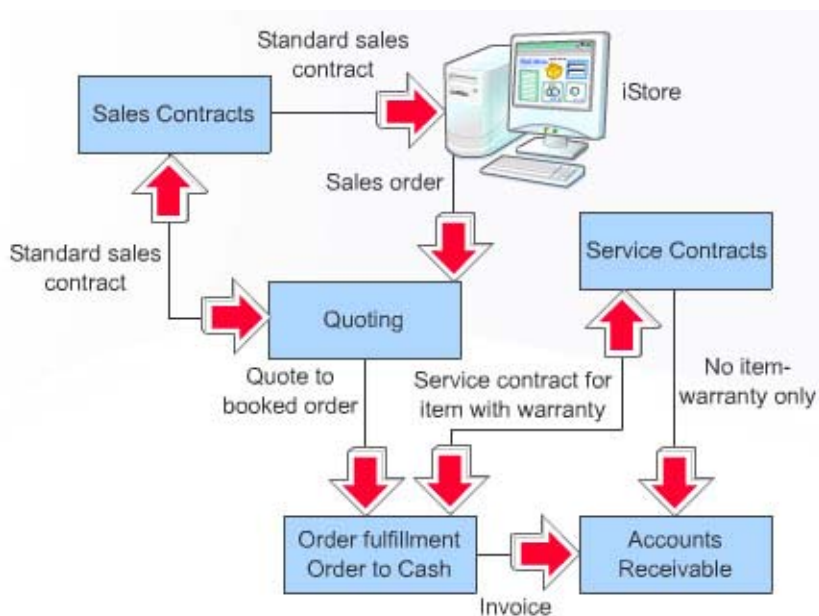 Standard sales
contract
Sales Contracts
iStore
Sales order
Standard sales
contract
Service Contracts
Quoting
Quote to
booked order
Service contract for
item with warranty
No item-
warranty only
Order fulfillment
Order to Cash
Accounts
Receivable
Invoice